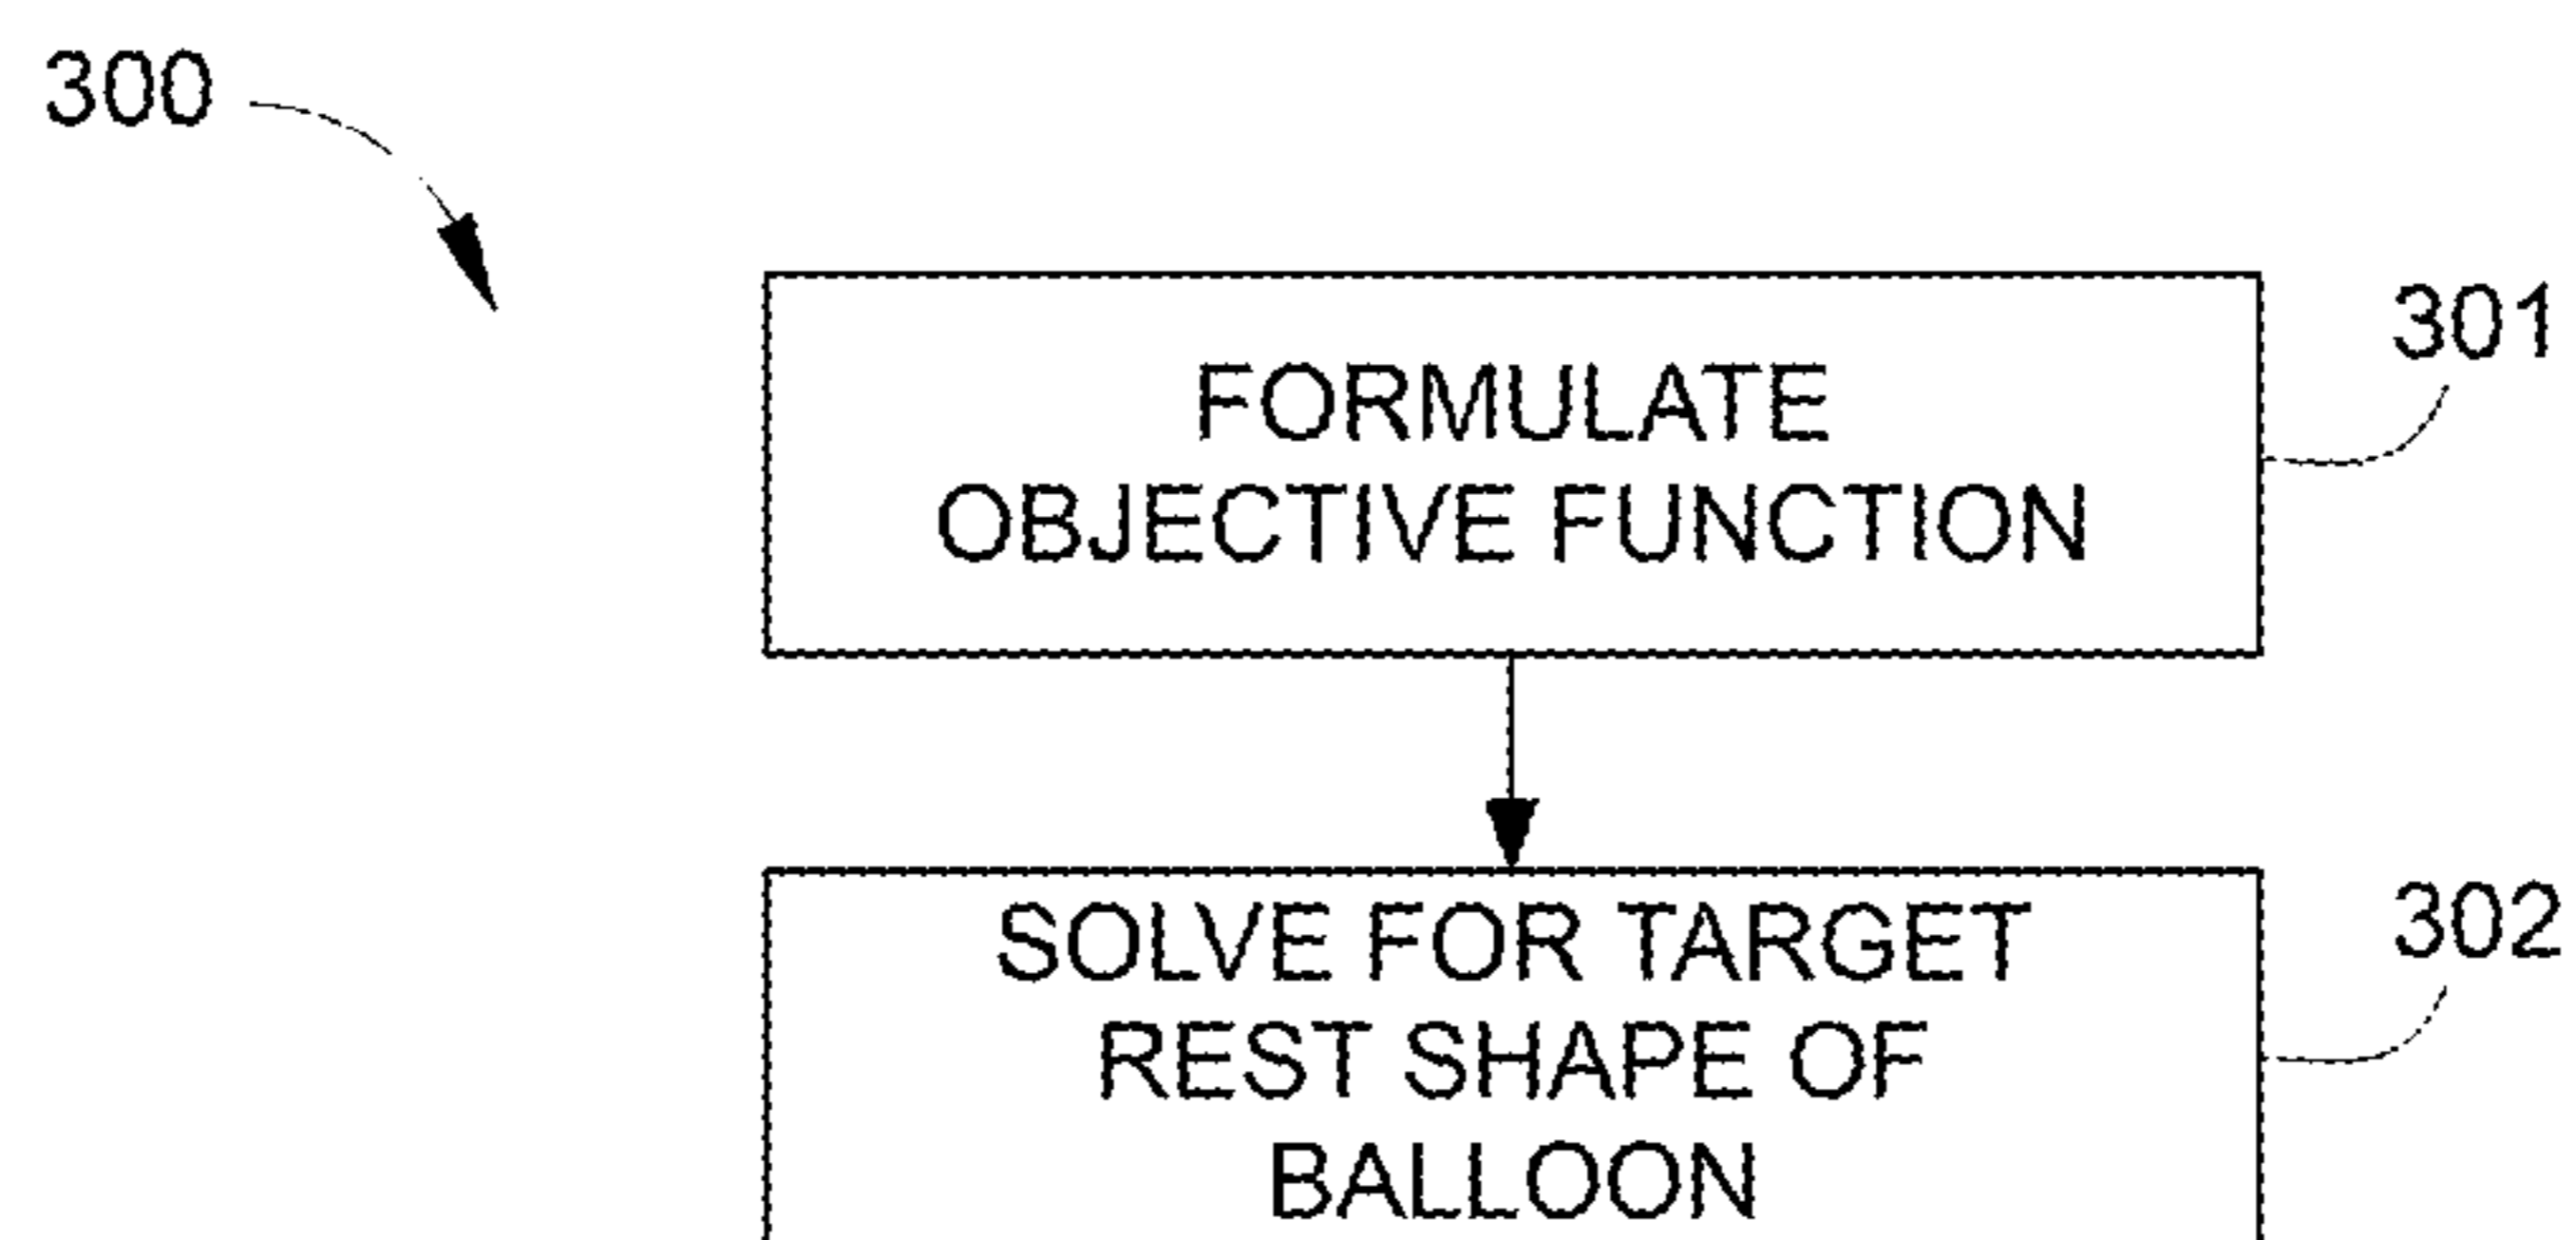 300
301
FORMULATE
OBJECTIVE FUNCTION
302
SOLVE FOR TARGET
REST SHAPE OF
BALLOON